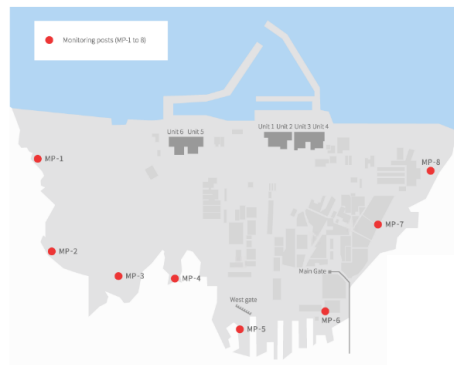 Monitoring posts (MP-1 to 8)
Unit 6 Unit 5
Unit 1 Unit 2 Unit 3 Unit 4
MP-1
MP-8
MP-7
MP-2
MP-3
MP-4
Main Gate
West gate
MP-6
MP-5